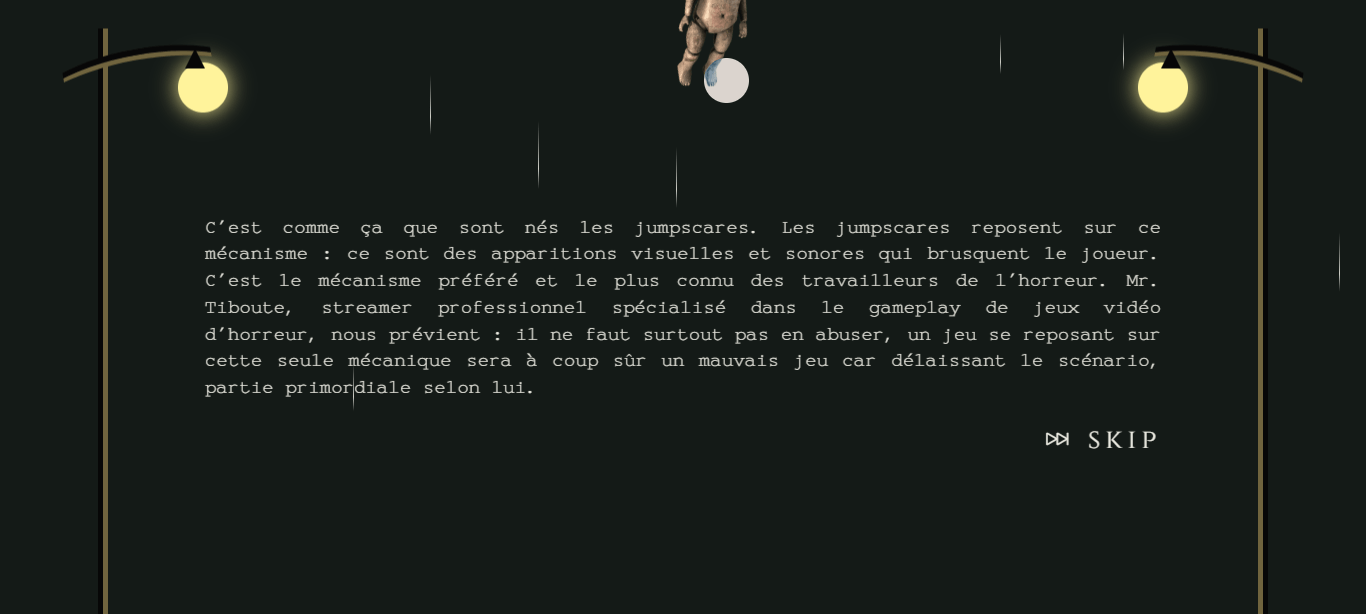 C′est comme ça que sont nés les jumpscares. Les jumpscares reposent sur ce
mécanisme : ce sont des apparitions visuelles et sonores qui brusquent le joueur.
C′est le mécanisme préféré et le plus connu des travailleurs de l′horreur. Mr.
Tiboute, streamer professionnel spécialisé dans le gameplay de jeux vidéo
d′horreur, nous prévient : il ne faut surtout pas en abuser, un jeu se reposant sur
cette seule mécanique sera à coup sûr un mauvais jeu car délaissant le scénario,
partie primordiale selon lui.
SKIP